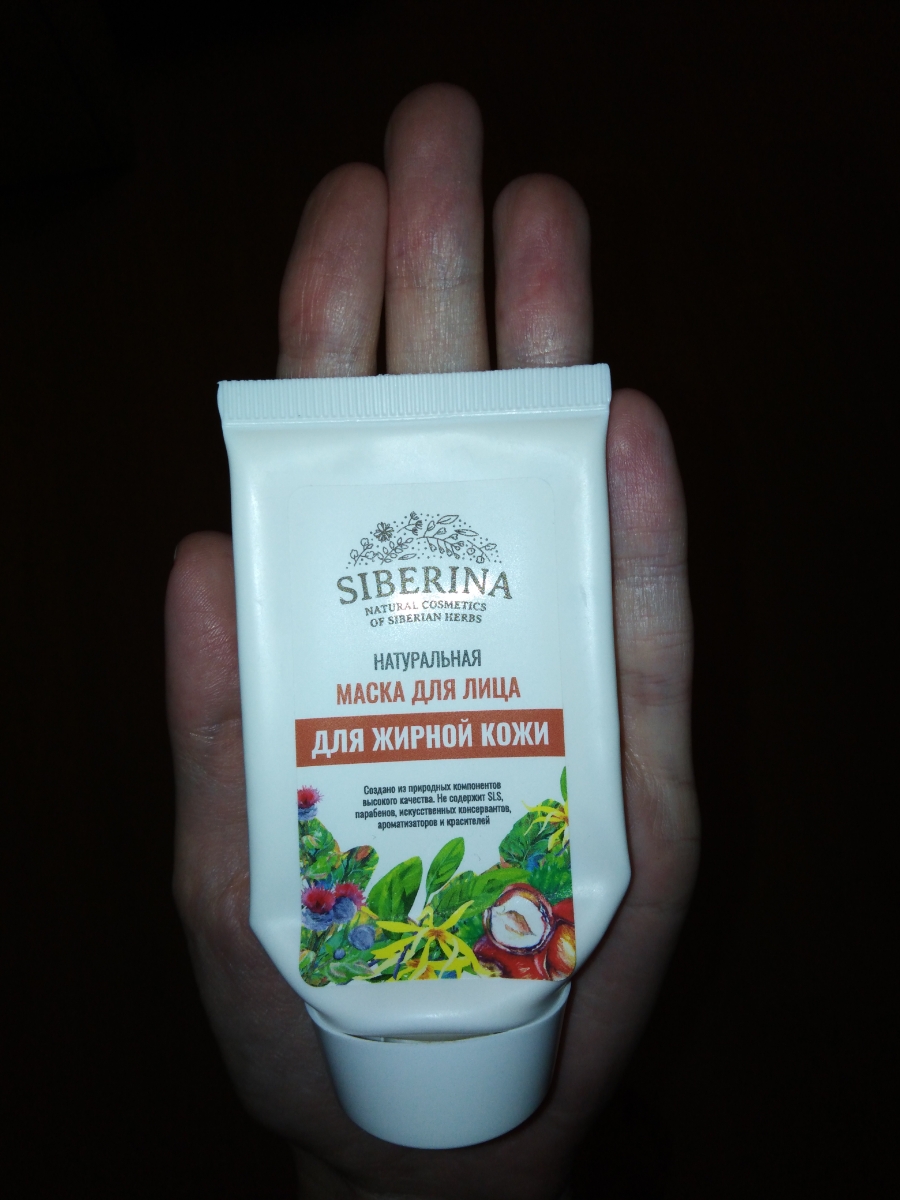 SIBERINA
NATURAL COSMETICS
OF SIBERIAN HERBS
НАТУРАЛЬНАЯ
МАСКА ДЛЯ ЛИЦА
ДЛЯ ЖИРНОЙ КОЖИ
Создано из природных компонентов
высокого качества. Не содержит SLS,
парабенов, искусственных консервантов,
ароматизаторов и красителей